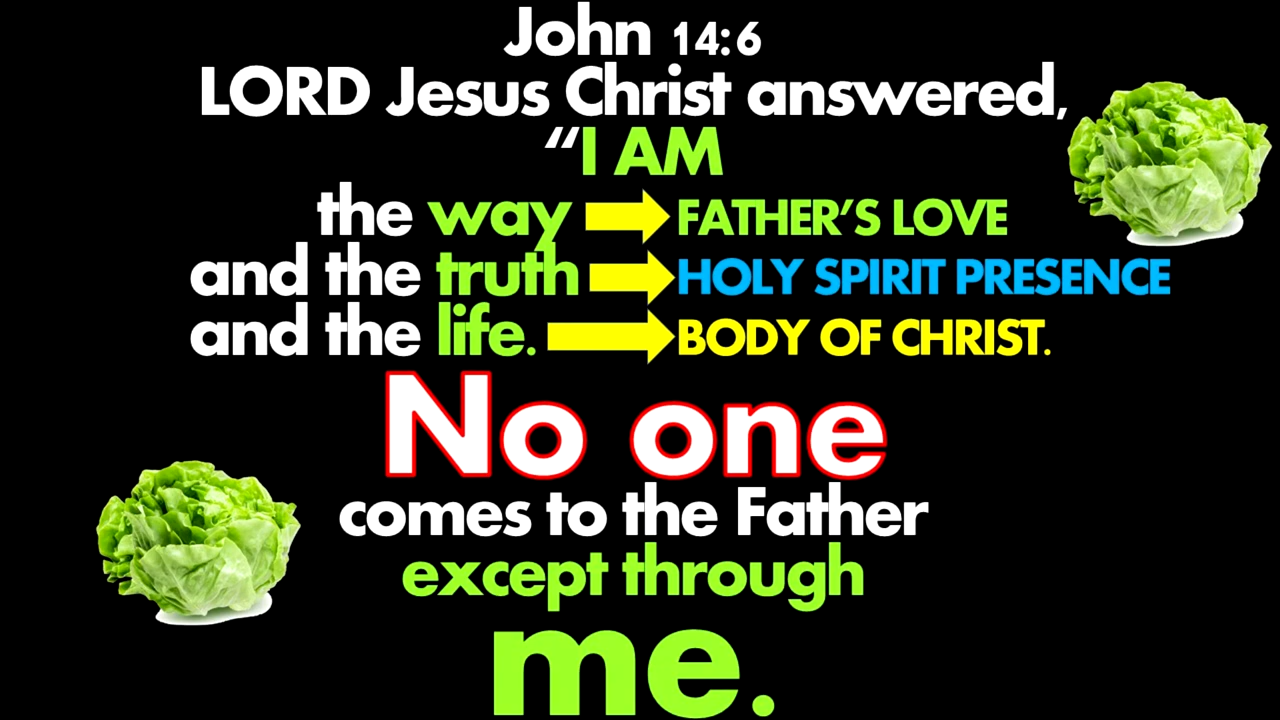 John 14:6
LORD Jesus Christ answered,
“I AM
the way FATHER’S LOVE
and the truth HOLY SPIRIT PRESENCE
and the life. BODY OF CHRIST.
No one
comes to the Father
except through
me.